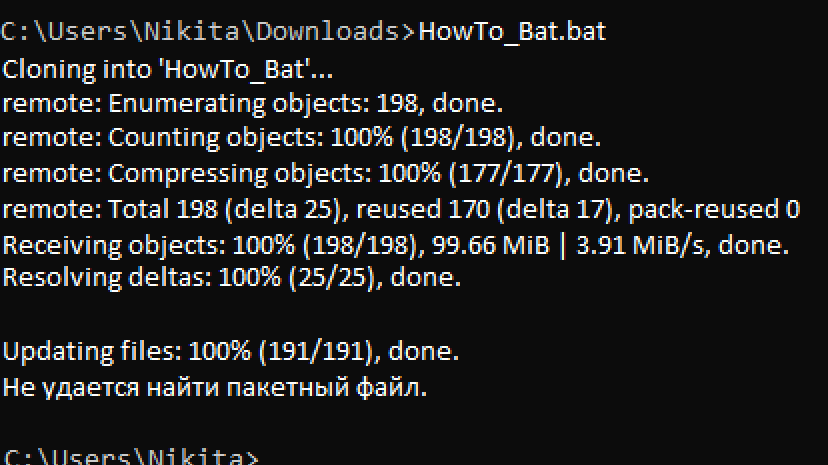 C:\Users\Nikita\Downloads>HowTo_Bat.bat
Cloning into 'HowTo_Bat'...
remote: Enumerating objects: 198, done.
remote: Counting objects: 100% (198/198), done.
remote: Compressing objects: 100% (177/177), done.
remote: Total 198 (delta 25), reused 170 (delta 17), pack-reused 0
Receiving objects: 100% (198/198), 99.66 MiB | 3.91 MiB/s, done.
Resolving deltas: 100% (25/25), done.
Updating files: 100% (191/191), done.
Не удается найти пакетный файл.
C:\Users\Nikita>